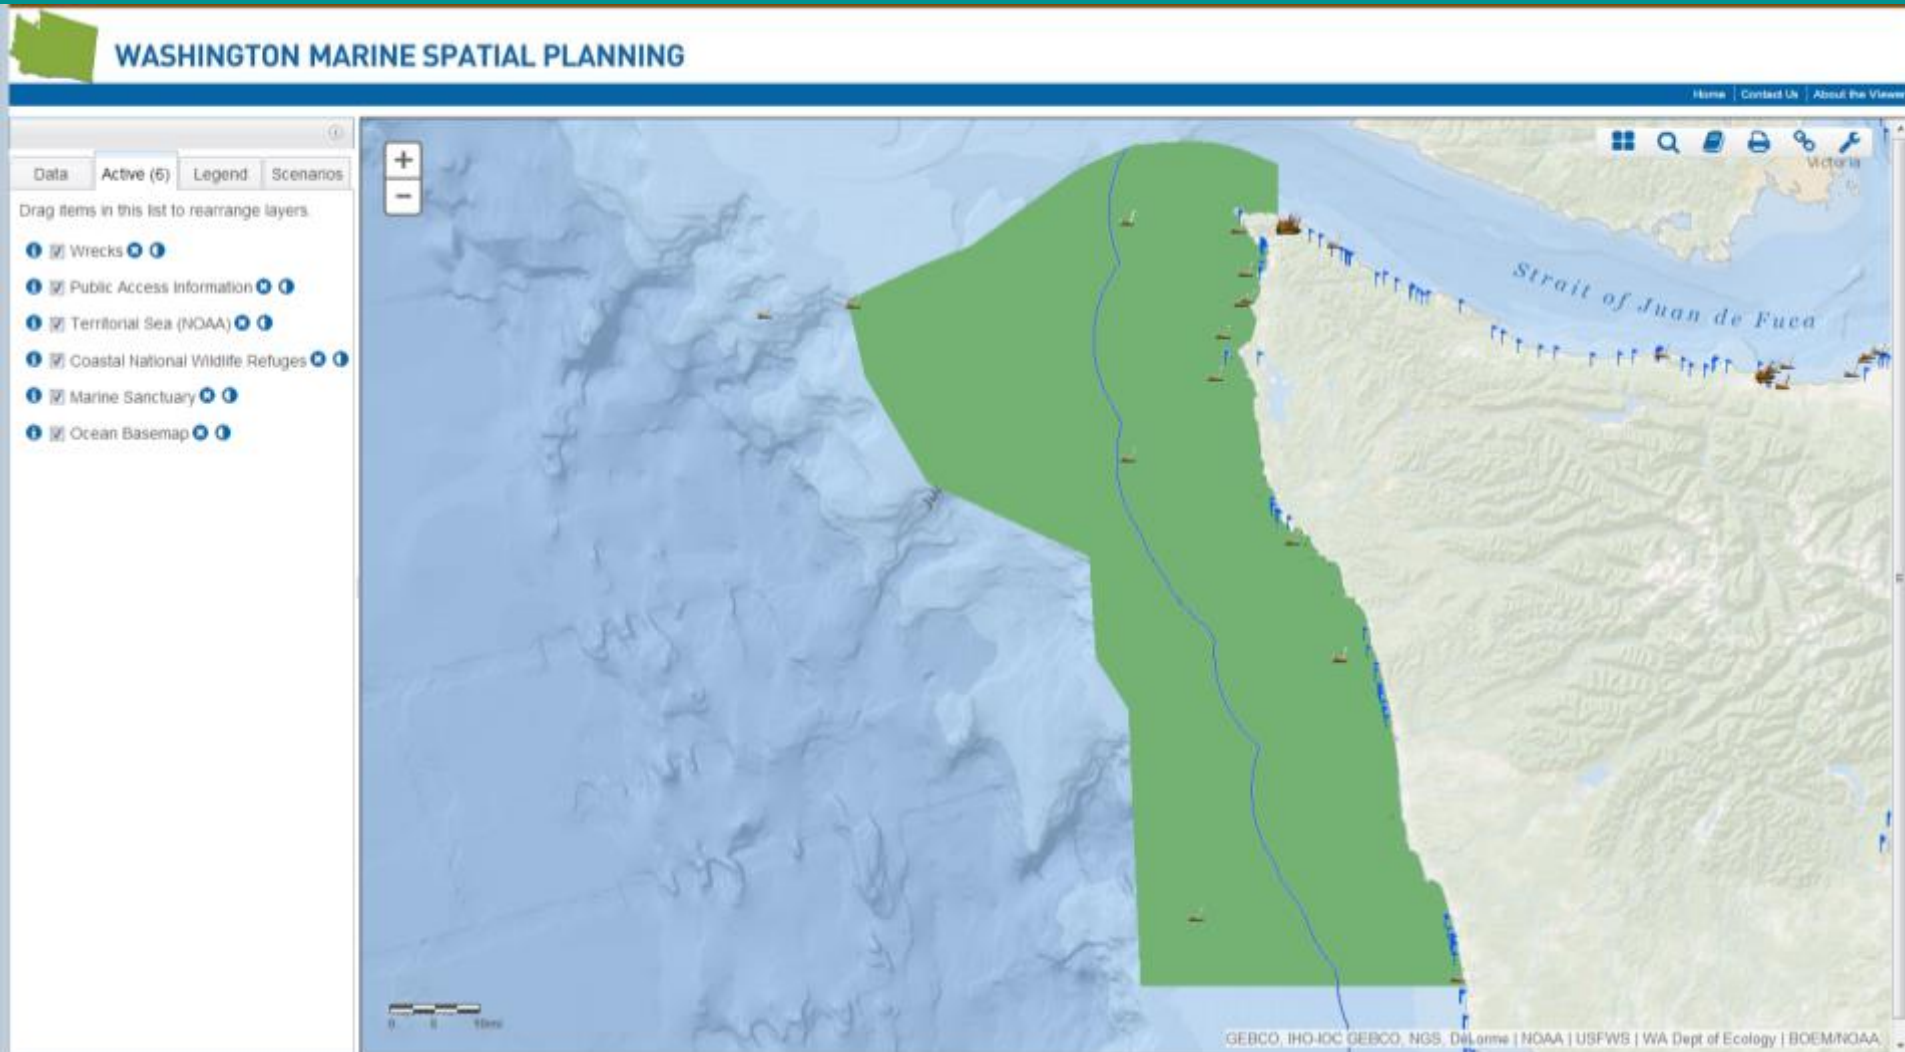 WASHINGTON MARINE SPATIAL PLANNING
Home | Contact Us | About the Viewer
Data Active (6) Legend Scenarios
Drag items in this list to rearrange layers.
Wrecks
Public Access Information
Territorial Sea (NOAA)
Coastal National Wildlife Refuges
Marine Sanctuary
Ocean Basemap
Victoria
Strait of Juan de Fuca
GEBCO, IHO-IOC GEBCO, NGS, DeLorme | NOAA | USFWS | WA Dept of Ecology | BOEM/NOAA